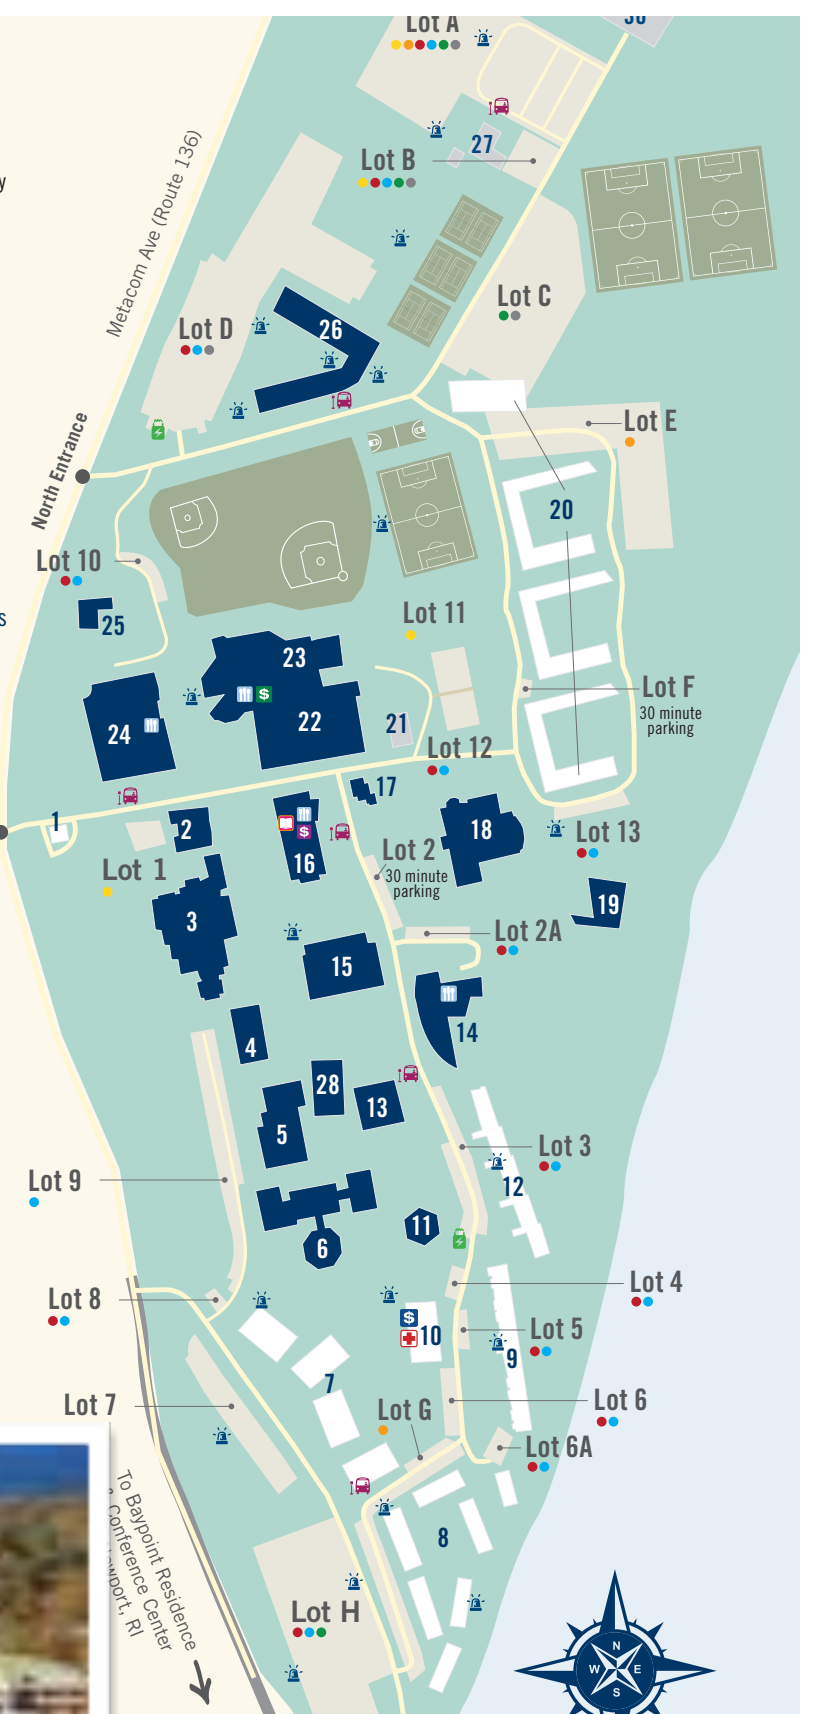 Lot A
30
Metacom Ave (Route 136)
y
27
Lot B
Lot C
Lot D
26
North Entrance
Lot E
20
Lot 10
s
25
Lot 11
23
24
22
21
Lot F
30 minute
parking
Lot 12
17
1
2
16
18
Lot 13
Lot 1
Lot 2
30 minute
parking
3
19
Lot 2A
15
14
4
28
13
5
Lot 3
12
Lot 9
11
6
Lot 4
Lot 8
10
Lot 5
9
7
Lot 7
Lot G
Lot 6
Lot 6A
8
To Baypoint Residence
& Conference Center
Newport, RI
Lot H
N
W E
S
$
$
$